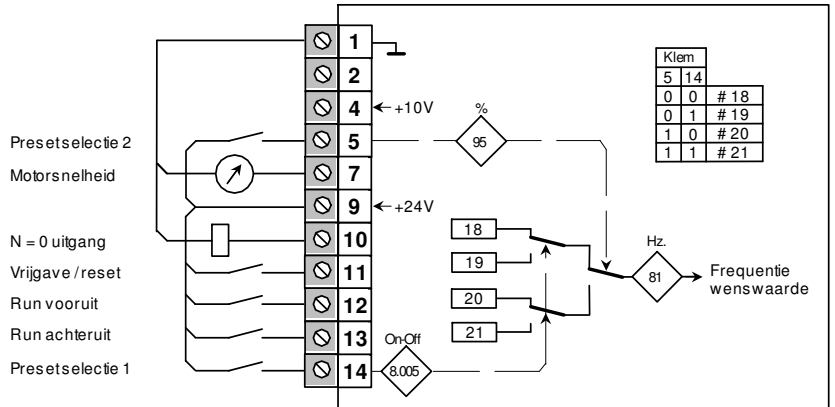 1
2
4 +10V
Presetselectie 2 5
Motorsnelheid 7
9 +24V
N = 0 uitgang 10
Vrijgave / reset 11
Run vooruit 12
Run achteruit 13
Presetselectie 1 14
%
95
On-Off
8.005
18
19
20
21
Hz.
81
Frequentie
wenswaarde
Klem
5 14
0 0 # 18
0 1 # 19
1 0 # 20
1 1 # 21